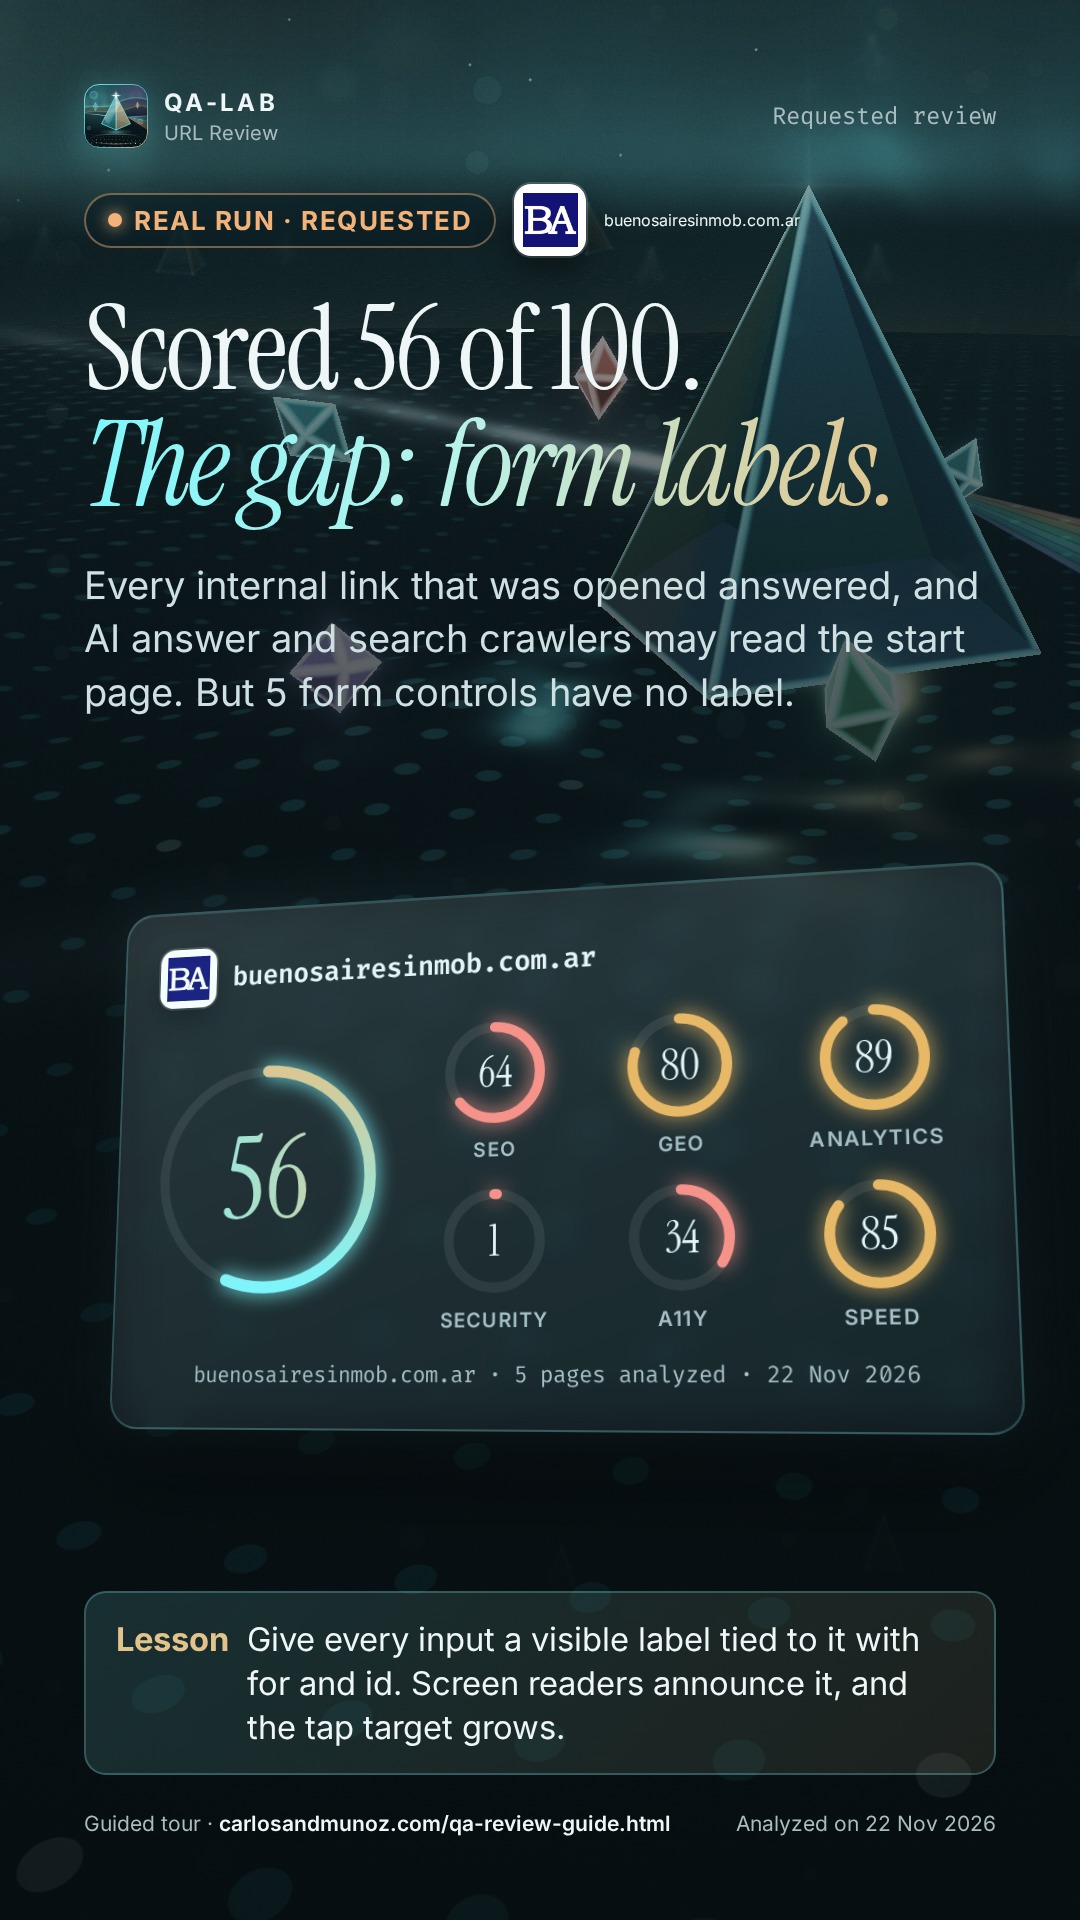 QA-LAB
URL Review
Requested review
REAL RUN · REQUESTED
BA
buenosairesinmob.com.ar
Scored 56 of 100.
The gap: form labels.
Every internal link that was opened answered, and
AI answer and search crawlers may read the start
page. But 5 form controls have no label.
BA
buenosairesinmob.com.ar
56
64
SEO
80
GEO
89
ANALYTICS
1
SECURITY
34
A11Y
85
SPEED
buenosairesinmob.com.ar · 5 pages analyzed · 22 Nov 2026
Lesson Give every input a visible label tied to it with
for and id. Screen readers announce it, and
the tap target grows.
Guided tour · carlosandmunoz.com/qa-review-guide.html
Analyzed on 22 Nov 2026